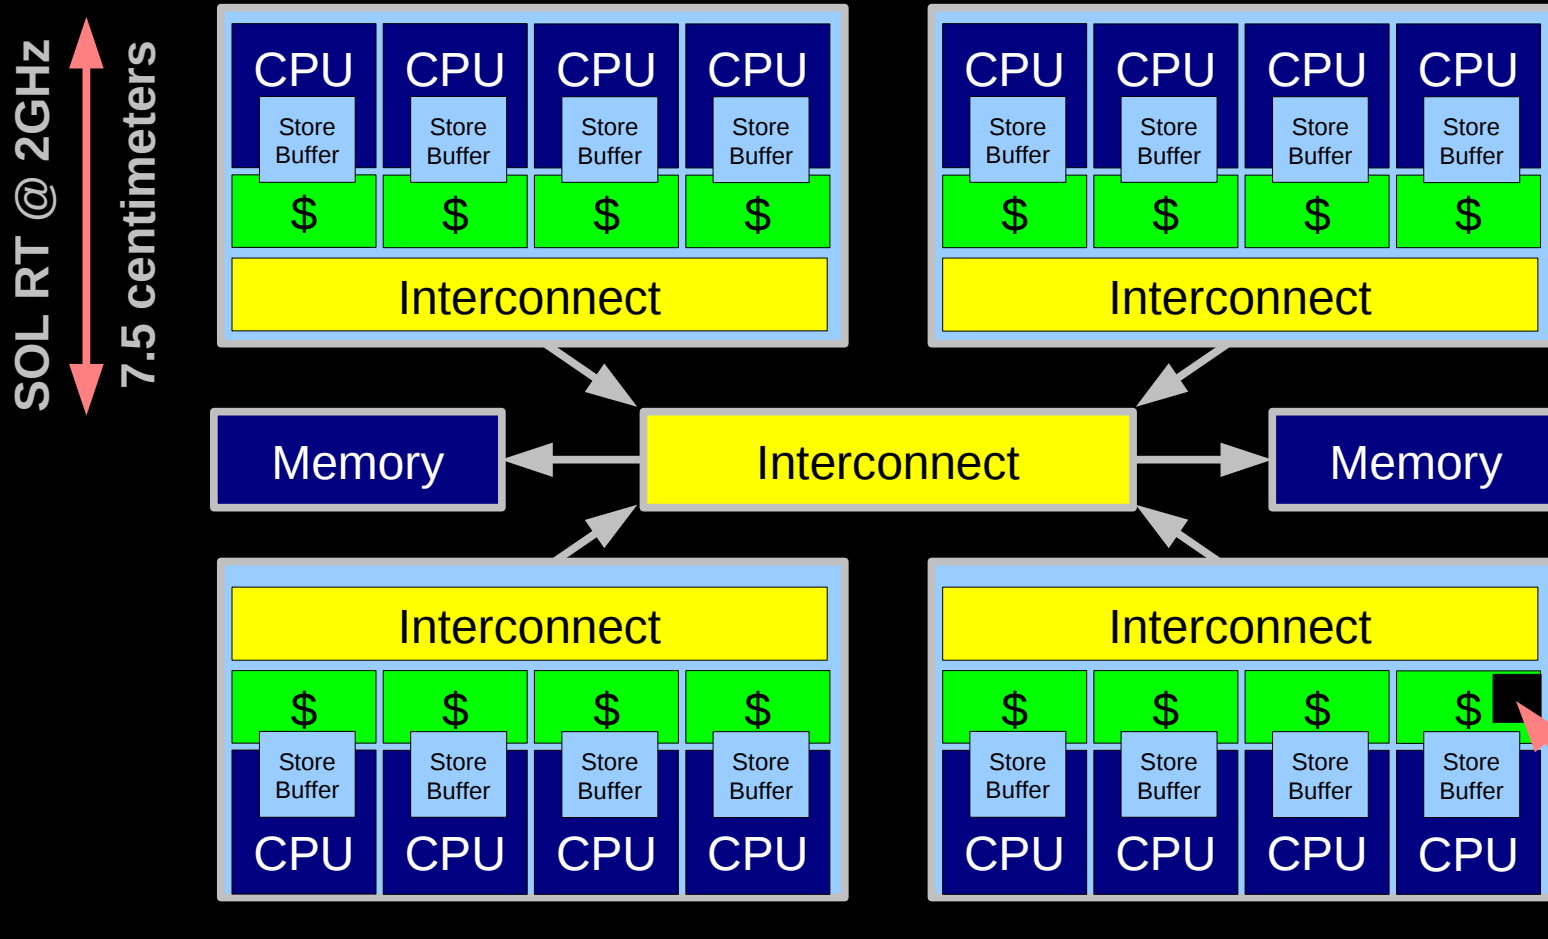 SOL RT @ 2GHz
7.5 centimeters
CPU CPU CPU CPU
Store Store Store Store
Buffer Buffer Buffer Buffer
$ $ $ $
Interconnect
CPU CPU CPU CPU
Store Store Store Store
Buffer Buffer Buffer Buffer
$ $ $ $
Interconnect
Memory Interconnect Memory
Interconnect
$ $ $ $
Store Store Store Store
Buffer Buffer Buffer Buffer
CPU CPU CPU CPU
Interconnect
$ $ $ $
Store Store Store Store
Buffer Buffer Buffer Buffer
CPU CPU CPU CPU